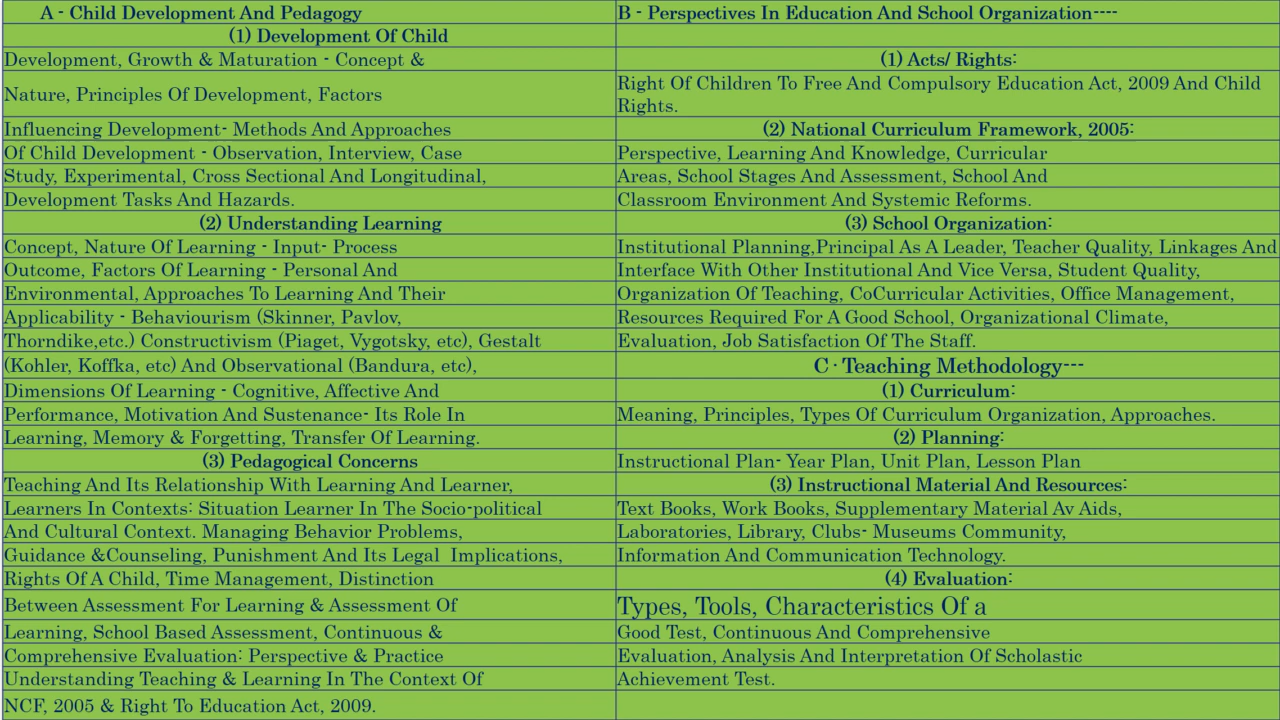 A - Child Development And Pedagogy
(1) Development Of Child
Development, Growth & Maturation - Concept &
Nature, Principles Of Development, Factors
Influencing Development- Methods And Approaches
Of Child Development - Observation, Interview, Case
Study, Experimental, Cross Sectional And Longitudinal,
Development Tasks And Hazards.
(2) Understanding Learning
Concept, Nature Of Learning - Input- Process
Outcome, Factors Of Learning - Personal And
Environmental, Approaches To Learning And Their
Applicability - Behaviourism (Skinner, Pavlov,
Thorndike,etc.) Constructivism (Piaget, Vygotsky, etc), Gestalt
(Kohler, Koffka, etc) And Observational (Bandura, etc),
Dimensions Of Learning - Cognitive, Affective And
Performance, Motivation And Sustenance- Its Role In
Learning, Memory & Forgetting, Transfer Of Learning.
(3) Pedagogical Concerns
Teaching And Its Relationship With Learning And Learner,
Learners In Contexts: Situation Learner In The Socio-political
And Cultural Context. Managing Behavior Problems,
Guidance &Counseling, Punishment And Its Legal Implications,
Rights Of A Child, Time Management, Distinction
Between Assessment For Learning & Assessment Of
Learning, School Based Assessment, Continuous &
Comprehensive Evaluation: Perspective & Practice
Understanding Teaching & Learning In The Context Of
NCF, 2005 & Right To Education Act, 2009.
B - Perspectives In Education And School Organization----
(1) Acts/ Rights:
Right Of Children To Free And Compulsory Education Act, 2009 And Child
Rights.
(2) National Curriculum Framework, 2005:
Perspective, Learning And Knowledge, Curricular
Areas, School Stages And Assessment, School And
Classroom Environment And Systemic Reforms.
(3) School Organization:
Institutional Planning,Principal As A Leader, Teacher Quality, Linkages And
Interface With Other Institutional And Vice Versa, Student Quality,
Organization Of Teaching, CoCurricular Activities, Office Management,
Resources Required For A Good School, Organizational Climate,
Evaluation, Job Satisfaction Of The Staff.
C · Teaching Methodology---
(1) Curriculum:
Meaning, Principles, Types Of Curriculum Organization, Approaches.
(2) Planning:
Instructional Plan- Year Plan, Unit Plan, Lesson Plan
(3) Instructional Material And Resources:
Text Books, Work Books, Supplementary Material Av Aids,
Laboratories, Library, Clubs- Museums Community,
Information And Communication Technology.
(4) Evaluation:
Types, Tools, Characteristics Of a
Good Test, Continuous And Comprehensive
Evaluation, Analysis And Interpretation Of Scholastic
Achievement Test.